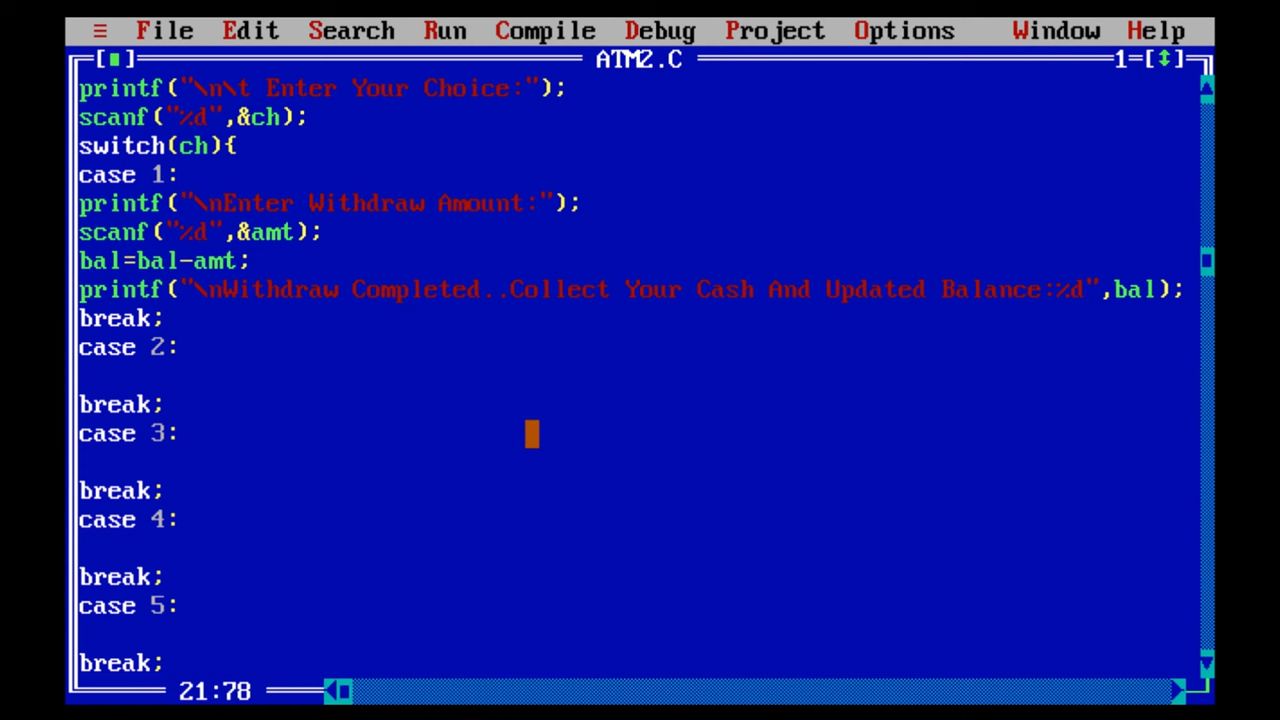 ≡ File Edit Search Run Compile Debug Project Options Window Help
[■] ATM2.C 1=[↕]
printf("\n\t Enter Your Choice:");
scanf("%d",&ch);
switch(ch){
case 1:
printf("\nEnter Withdraw Amount:");
scanf("%d",&amt);
bal=bal-amt;
printf("\nWithdraw Completed..Collect Your Cash And Updated Balance:%d",bal);
break;
case 2:
break;
case 3:
break;
case 4:
break;
case 5:
break;
21:78